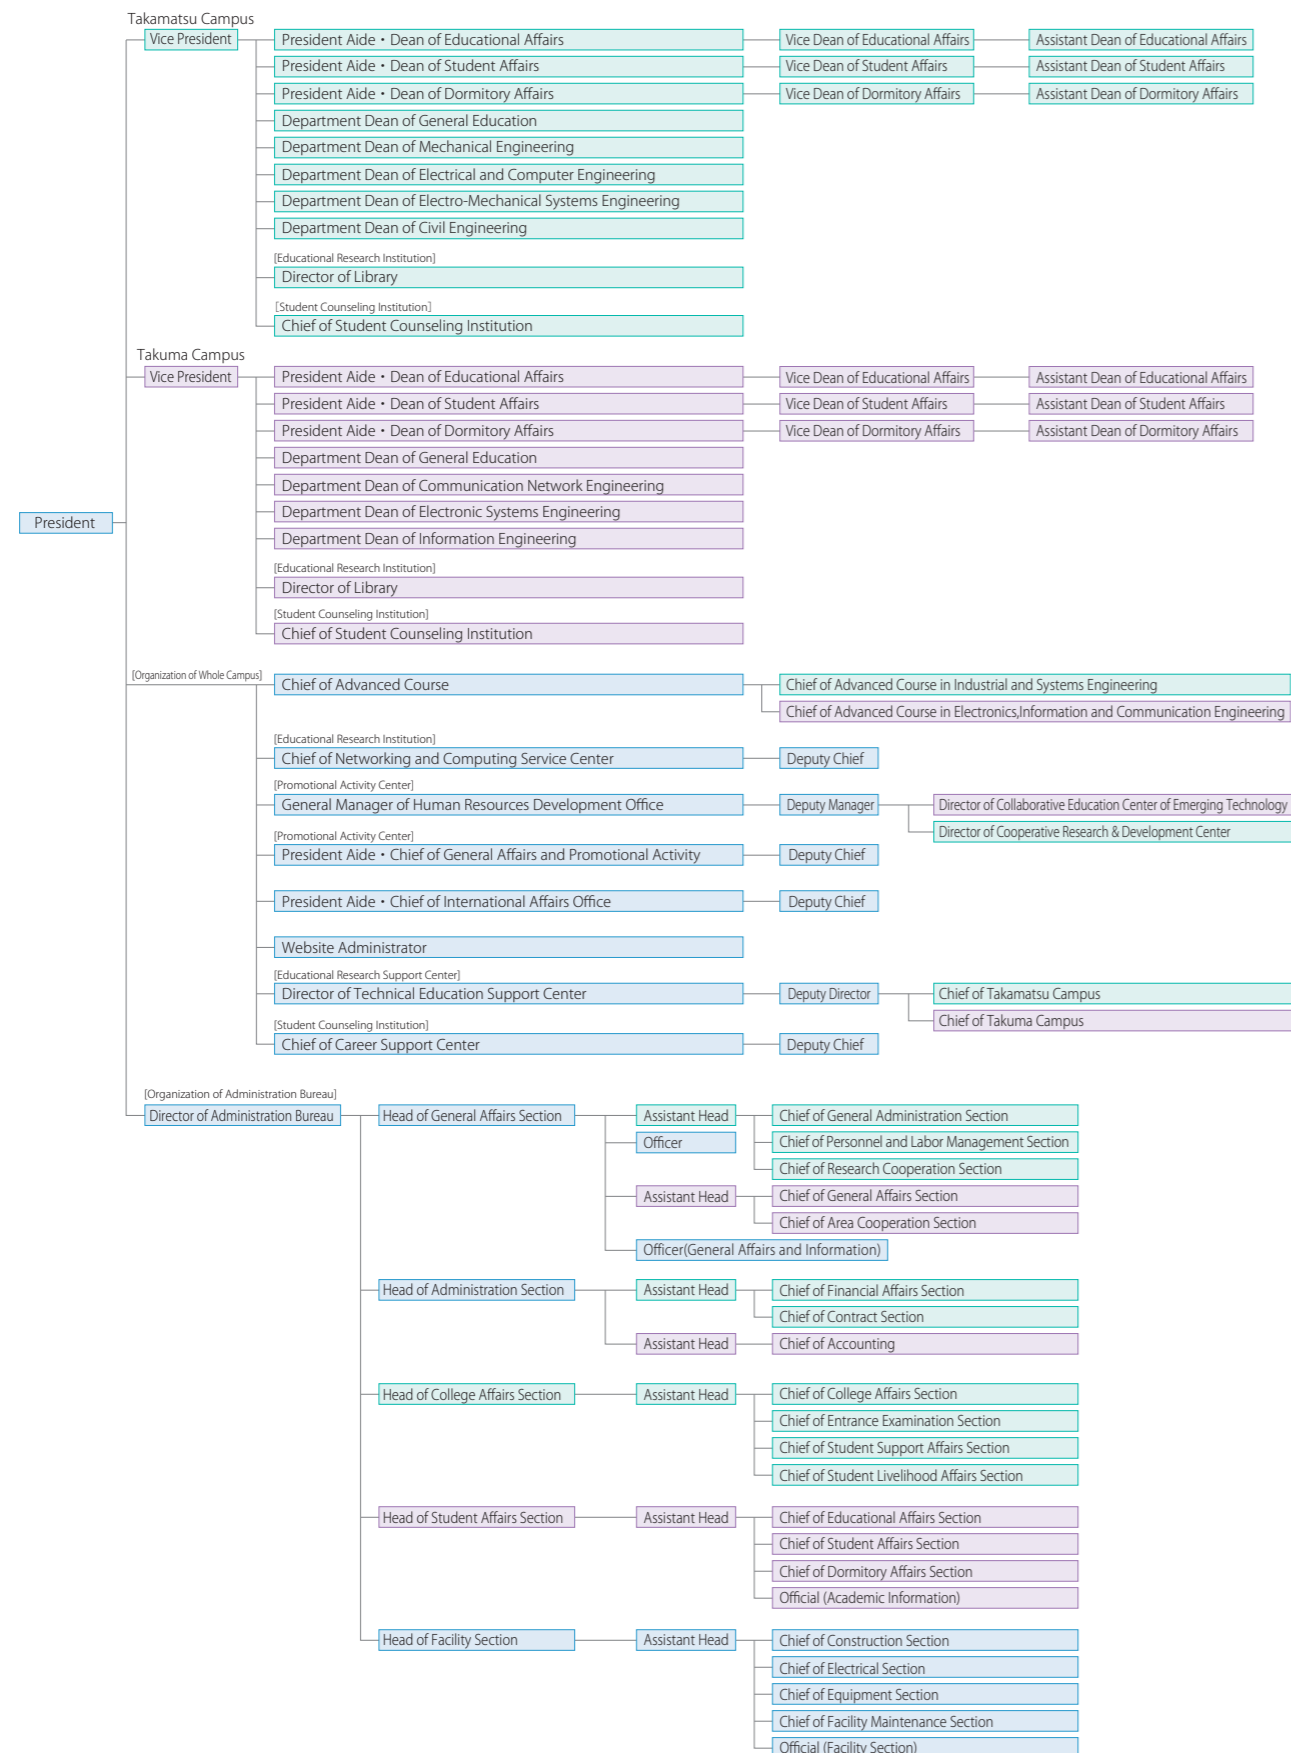 Takamatsu Campus
Vice President
President Aide・Dean of Educational Affairs
Vice Dean of Educational Affairs
Assistant Dean of Educational Affairs
President Aide・Dean of Student Affairs
Vice Dean of Student Affairs
Assistant Dean of Student Affairs
President Aide・Dean of Dormitory Affairs
Vice Dean of Dormitory Affairs
Assistant Dean of Dormitory Affairs
Department Dean of General Education
Department Dean of Mechanical Engineering
Department Dean of Electrical and Computer Engineering
Department Dean of Electro-Mechanical Systems Engineering
Department Dean of Civil Engineering
[Educational Research Institution]
Director of Library
[Student Counseling Institution]
Chief of Student Counseling Institution
Takuma Campus
Vice President
President Aide・Dean of Educational Affairs
Vice Dean of Educational Affairs
Assistant Dean of Educational Affairs
President Aide・Dean of Student Affairs
Vice Dean of Student Affairs
Assistant Dean of Student Affairs
President Aide・Dean of Dormitory Affairs
Vice Dean of Dormitory Affairs
Assistant Dean of Dormitory Affairs
Department Dean of General Education
Department Dean of Communication Network Engineering
Department Dean of Electronic Systems Engineering
Department Dean of Information Engineering
[Educational Research Institution]
Director of Library
[Student Counseling Institution]
Chief of Student Counseling Institution
President
[Organization of Whole Campus]
Chief of Advanced Course
Chief of Advanced Course in Industrial and Systems Engineering
Chief of Advanced Course in Electronics,Information and Communication Engineering
[Educational Research Institution]
Chief of Networking and Computing Service Center
Deputy Chief
[Promotional Activity Center]
General Manager of Human Resources Development Office
Deputy Manager
Director of Collaborative Education Center of Emerging Technology
Director of Cooperative Research & Development Center
[Promotional Activity Center]
President Aide・Chief of General Affairs and Promotional Activity
Deputy Chief
President Aide・Chief of International Affairs Office
Deputy Chief
Website Administrator
[Educational Research Support Center]
Director of Technical Education Support Center
Deputy Director
Chief of Takamatsu Campus
Chief of Takuma Campus
[Student Counseling Institution]
Chief of Career Support Center
Deputy Chief
[Organization of Administration Bureau]
Director of Administration Bureau
Head of General Affairs Section
Assistant Head
Chief of General Administration Section
Officer
Chief of Personnel and Labor Management Section
Chief of Research Cooperation Section
Assistant Head
Chief of General Affairs Section
Chief of Area Cooperation Section
Officer(General Affairs and Information)
Head of Administration Section
Assistant Head
Chief of Financial Affairs Section
Chief of Contract Section
Assistant Head
Chief of Accounting
Head of College Affairs Section
Assistant Head
Chief of College Affairs Section
Chief of Entrance Examination Section
Chief of Student Support Affairs Section
Chief of Student Livelihood Affairs Section
Head of Student Affairs Section
Assistant Head
Chief of Educational Affairs Section
Chief of Student Affairs Section
Chief of Dormitory Affairs Section
Official (Academic Information)
Head of Facility Section
Assistant Head
Chief of Construction Section
Chief of Electrical Section
Chief of Equipment Section
Chief of Facility Maintenance Section
Official (Facility Section)